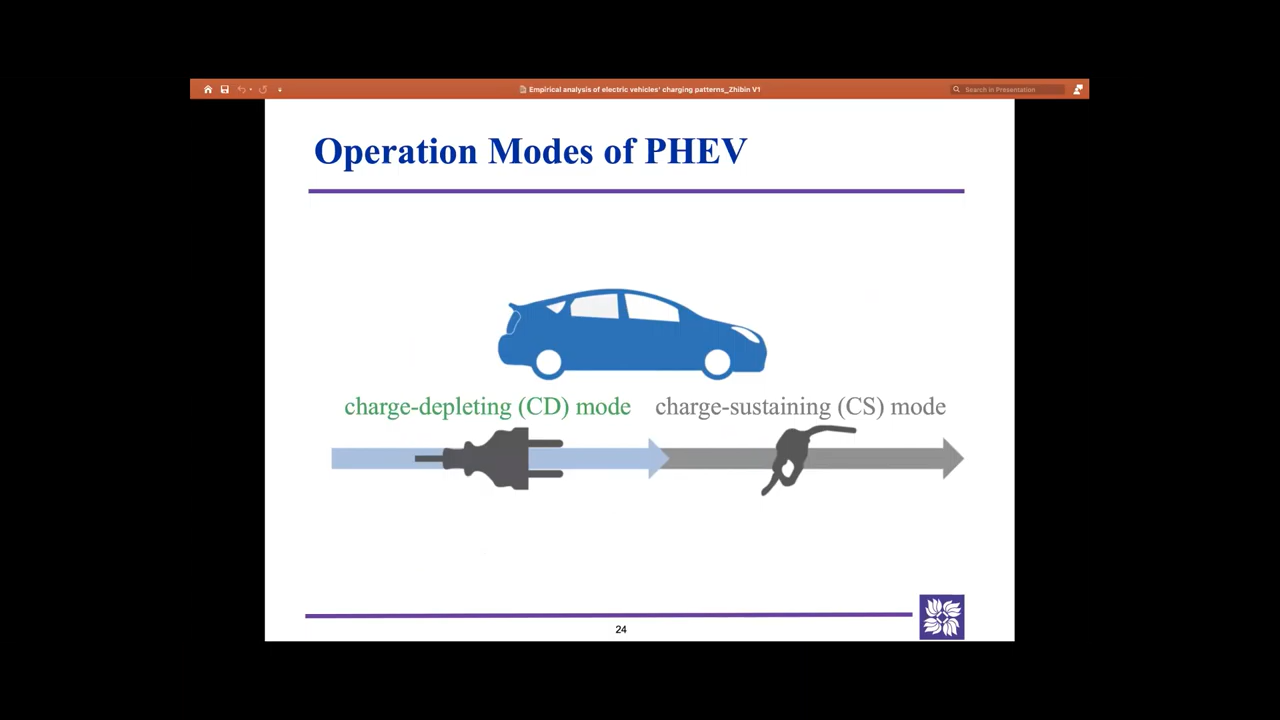 Empirical analysis of electric vehicles' charging patterns_Zhibin V1
Search in Presentation
Operation Modes of PHEV
charge-depleting (CD) mode
charge-sustaining (CS) mode
24